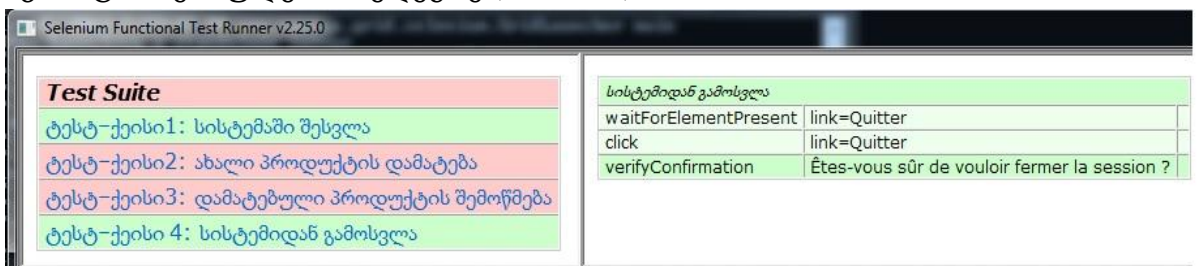 Selenium Functional Test Runner v2.25.0
Test Suite
ტესტ-ქეისი1: სისტემაში შესვლა
ტესტ-ქეისი2: ახალი პროდუქტის დამატება
ტესტ-ქეისი3: დამატებული პროდუქტის შემოწმება
ტესტ-ქეისი 4: სისტემიდან გამოსვლა
სისტემიდან გამოსვლა
waitForElementPresent link=Quitter
click link=Quitter
verifyConfirmation Êtes-vous sûr de vouloir fermer la session ?